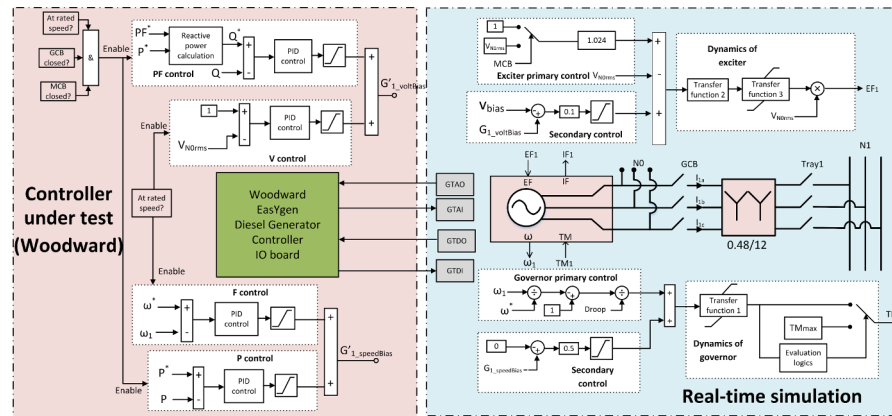 At rated
speed?
GCB
closed?
MCB
closed?
&
Enable
PF*
P*
Reactive
power
calculation
Q*
Q
+
-
PID
control
PF control
G'1_voltBias
+
+
Enable
1
VN0rms
+
-
PID
control
V control
At rated
speed?
Controller
under test
(Woodward)
Woodward
EasYgen
Diesel Generator
Controller
IO board
GTAO
GTAI
GTDO
GTDI
Enable
F control
ω*
ω1
+
-
PID
control
+
+
G'1_speedBias
P control
Enable
P*
P
+
-
PID
control
1
VN1rms
MCB
1.024
Exciter primary control
VN0rms
+
-
+
Vbias
G1_voltBias
+
-
0.1
Secondary control
Dynamics of
exciter
Transfer
function 2
Transfer
function 3
×
VN0rms
EF1
EF1
IF1
EF
IF
ω
TM
ω1
TM1
N0
GCB
I1a
I1b
I1c
0.48/12
Tray1
N1
Governor primary control
ω1
ω*
÷
1
+
-
Droop
÷
+
+
0
G1_speedBias
+
-
0.5
Secondary
control
Transfer
function 1
Dynamics of
governor
TMmax
Evaluation
logics
Real-time simulation